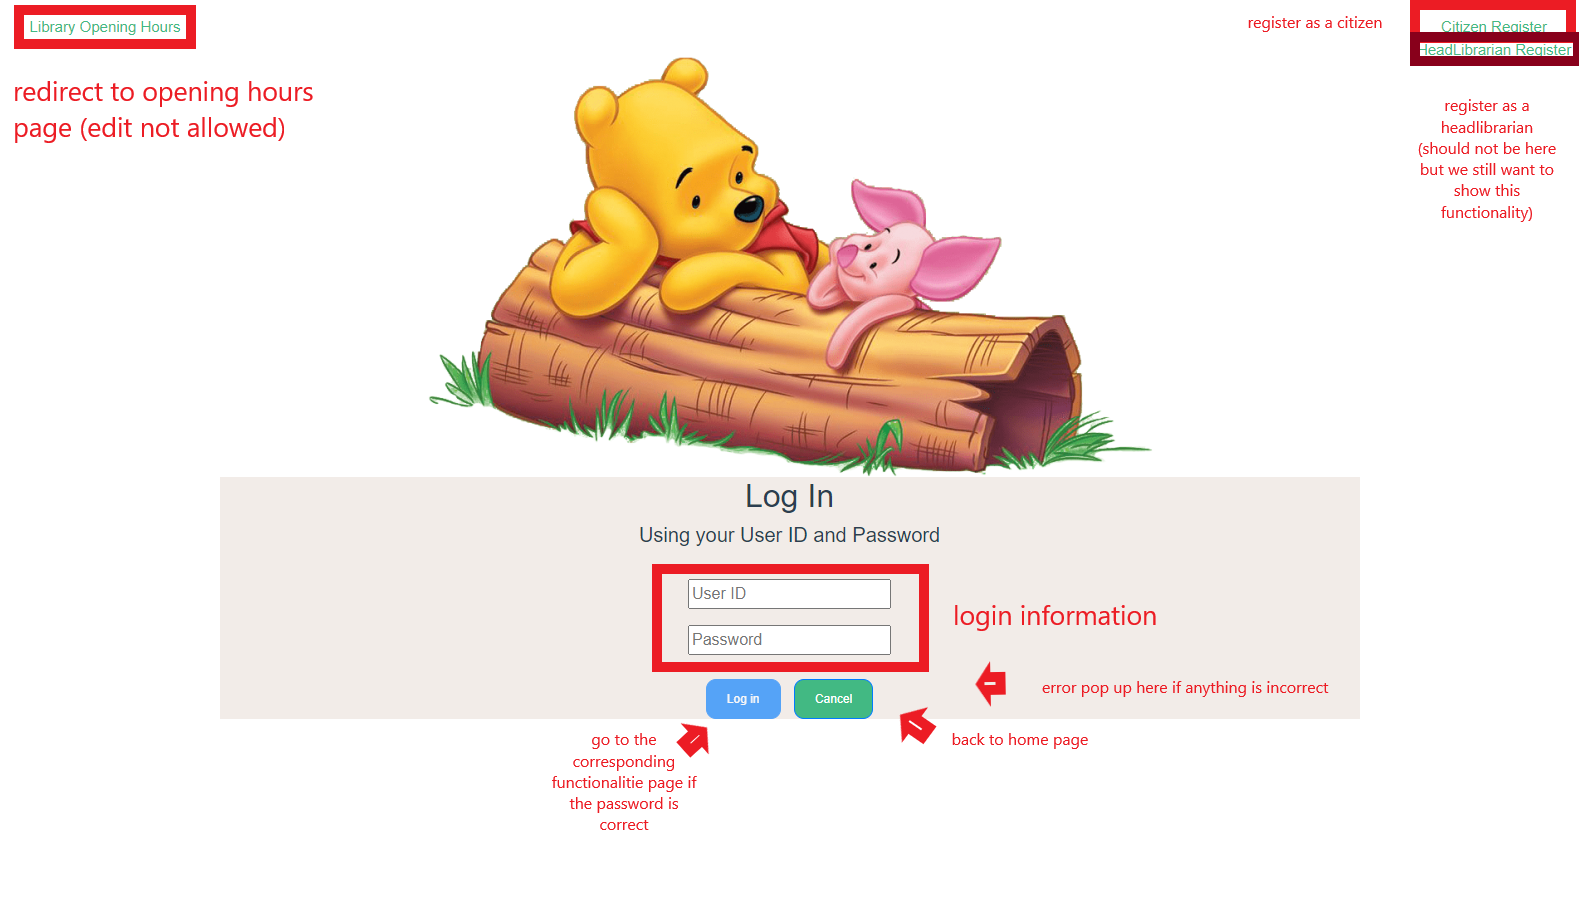 Library Opening Hours
register as a citizen
Citizen Register
HeadLibrarian Register
redirect to opening hours
page (edit not allowed)
register as a
headlibrarian
(should not be here
but we still want to
show this
functionality)
Log In
Using your User ID and Password
User ID
Password
login information
Log in
Cancel
error pop up here if anything is incorrect
go to the
corresponding
functionalitie page if
the password is
correct
back to home page